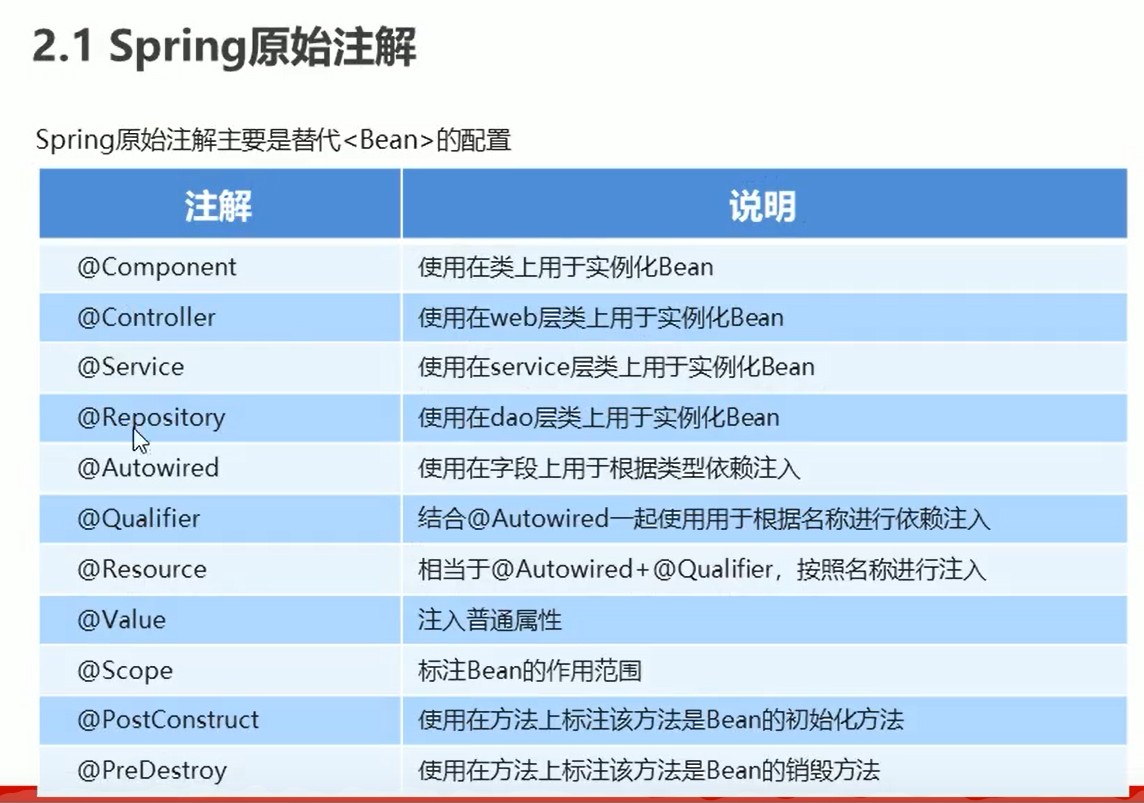 2.1 Spring原始注解
Spring原始注解主要是替代<Bean>的配置
注解 说明
@Component 使用在类上用于实例化Bean
@Controller 使用在web层类上用于实例化Bean
@Service 使用在service层类上用于实例化Bean
@Repository 使用在dao层类上用于实例化Bean
@Autowired 使用在字段上用于根据类型依赖注入
@Qualifier 结合@Autowired一起使用用于根据名称进行依赖注入
@Resource 相当于@Autowired+@Qualifier，按照名称进行注入
@Value 注入普通属性
@Scope 标注Bean的作用范围
@PostConstruct 使用在方法上标注该方法是Bean的初始化方法
@PreDestroy 使用在方法上标注该方法是Bean的销毁方法